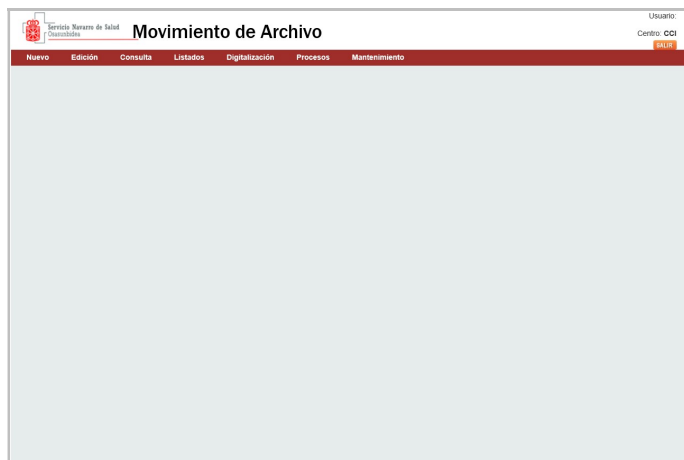 Servicio Navarro de Salud
Osasunbidea
Movimiento de Archivo
Usuario:
Centro: CCI
SALIR
Nuevo Edición Consulta Listados Digitalización Procesos Mantenimiento